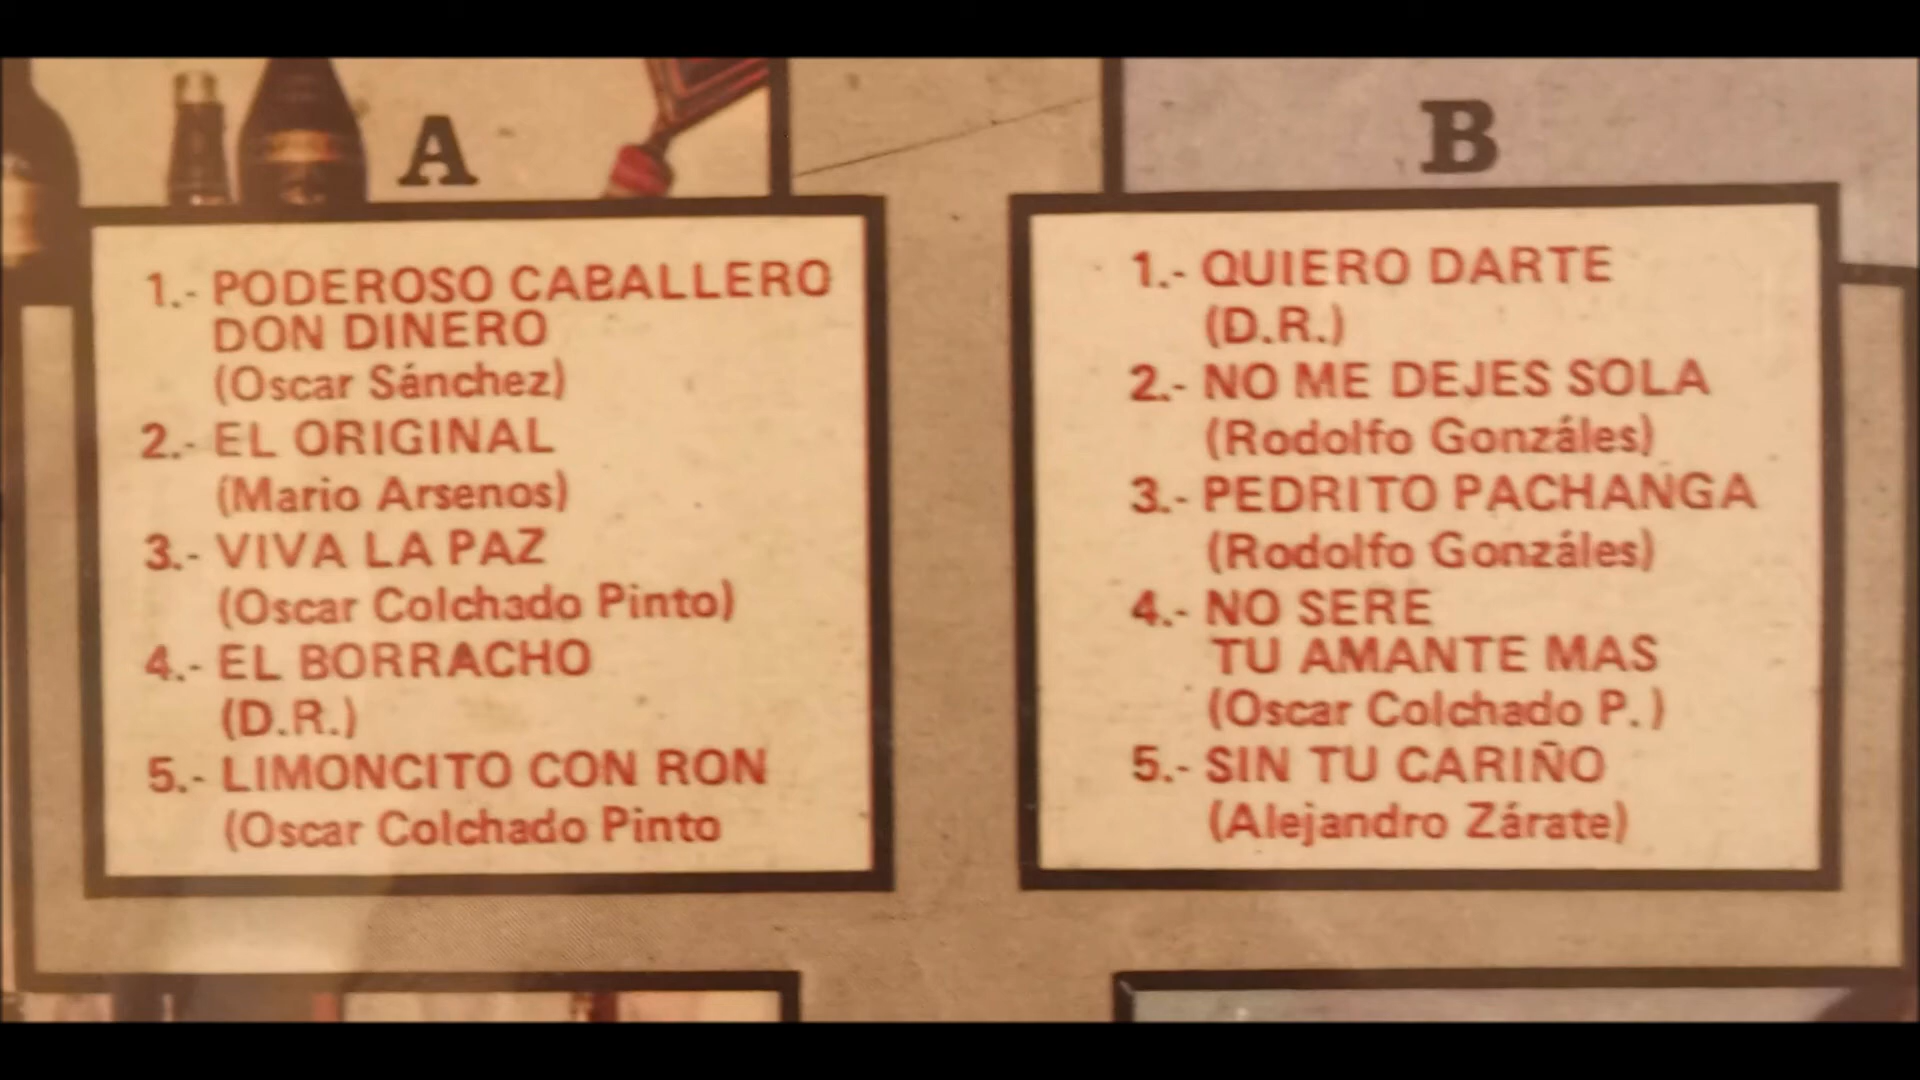 A
1.- PODEROSO CABALLERO
DON DINERO
(Oscar Sánchez)
2.- EL ORIGINAL
(Mario Arsenos)
3.- VIVA LA PAZ
(Oscar Colchado Pinto)
4.- EL BORRACHO
(D.R.)
5.- LIMONCITO CON RON
(Oscar Colchado Pinto
B
1.- QUIERO DARTE
(D.R.)
2.- NO ME DEJES SOLA
(Rodolfo Gonzáles)
3.- PEDRITO PACHANGA
(Rodolfo Gonzáles)
4.- NO SERE
TU AMANTE MAS
(Oscar Colchado P.)
5.- SIN TU CARIÑO
(Alejandro Zárate)